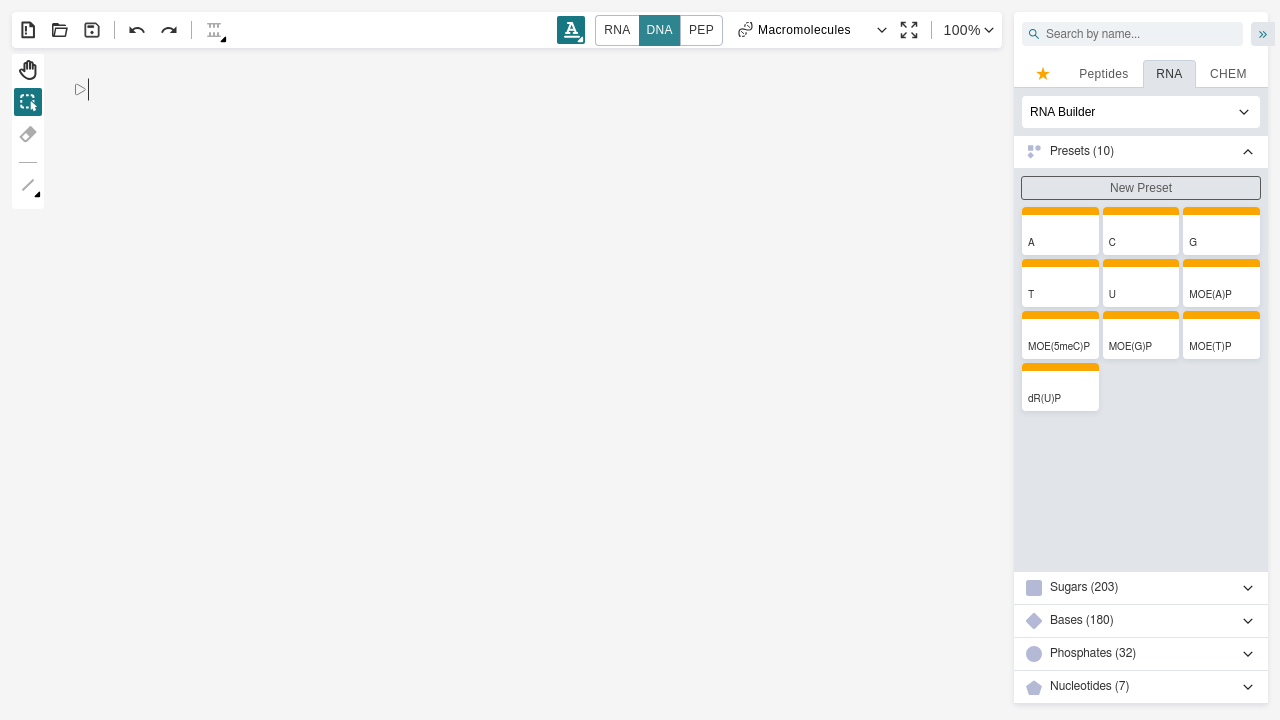 RNA DNA PEP Macromolecules 100%
Search by name...
Peptides RNA CHEM
RNA Builder
Presets (10)
New Preset
A C G
T U MOE(A)P
MOE(5meC)P MOE(G)P MOE(T)P
dR(U)P
Sugars (203)
Bases (180)
Phosphates (32)
Nucleotides (7)